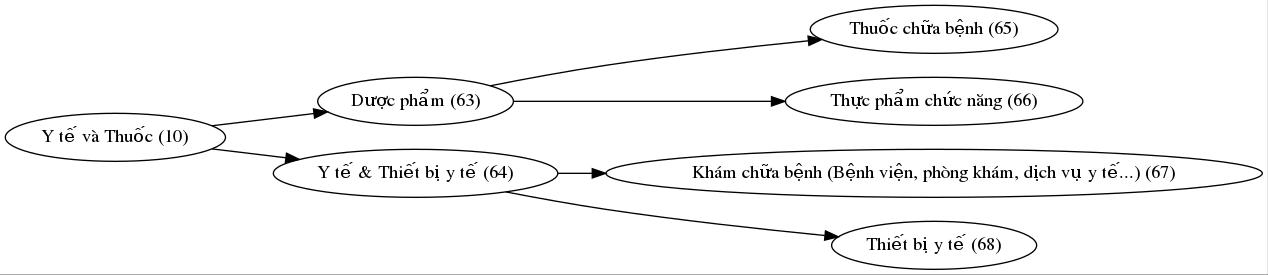 Thuốc chữa bệnh (65)
Dược phẩm (63)
Thực phẩm chức năng (66)
Y tế và Thuốc (10)
Y tế & Thiết bị y tế (64)
Khám chữa bệnh (Bệnh viện, phòng khám, dịch vụ y tế...) (67)
Thiết bị y tế (68)